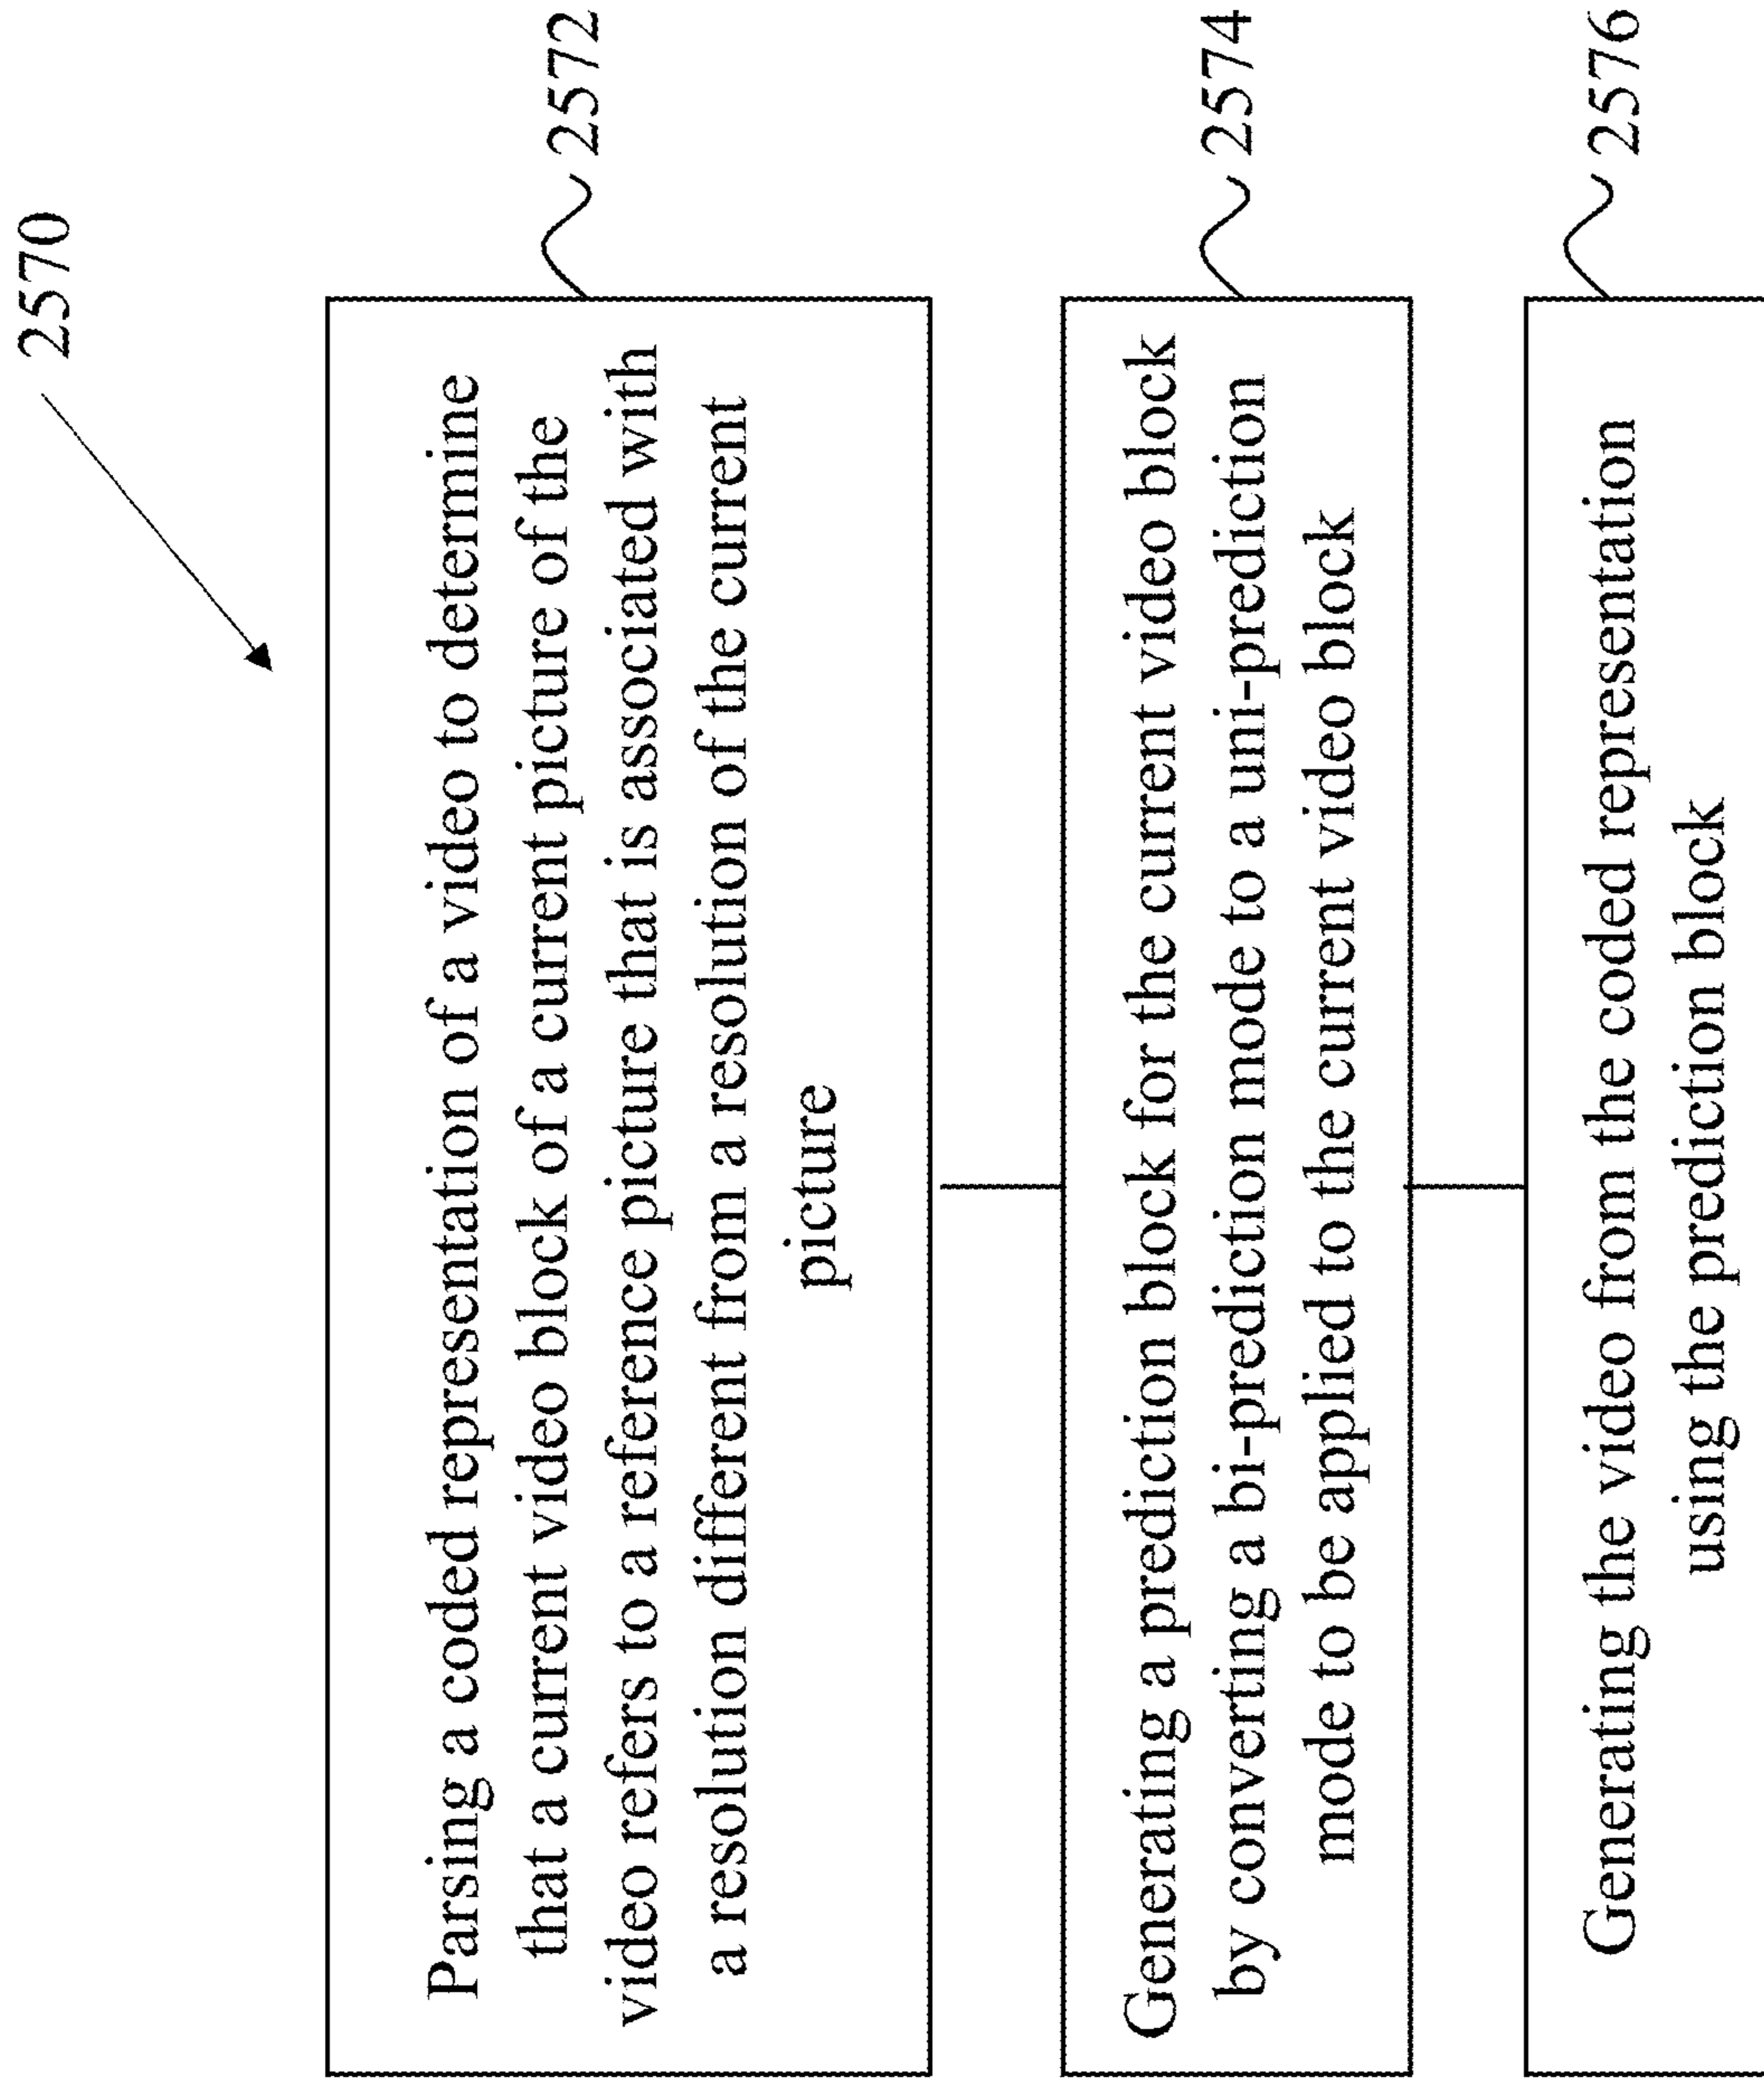 2570
Parsing a coded representation of a video to determine
that a current video block of a current picture of the
video refers to a reference picture that is associated with
a resolution different from a resolution of the current
picture
2572
Generating a prediction block for the current video block
by converting a bi-prediction mode to a uni-prediction
mode to be applied to the current video block
2574
Generating the video from the coded representation
using the prediction block
2576